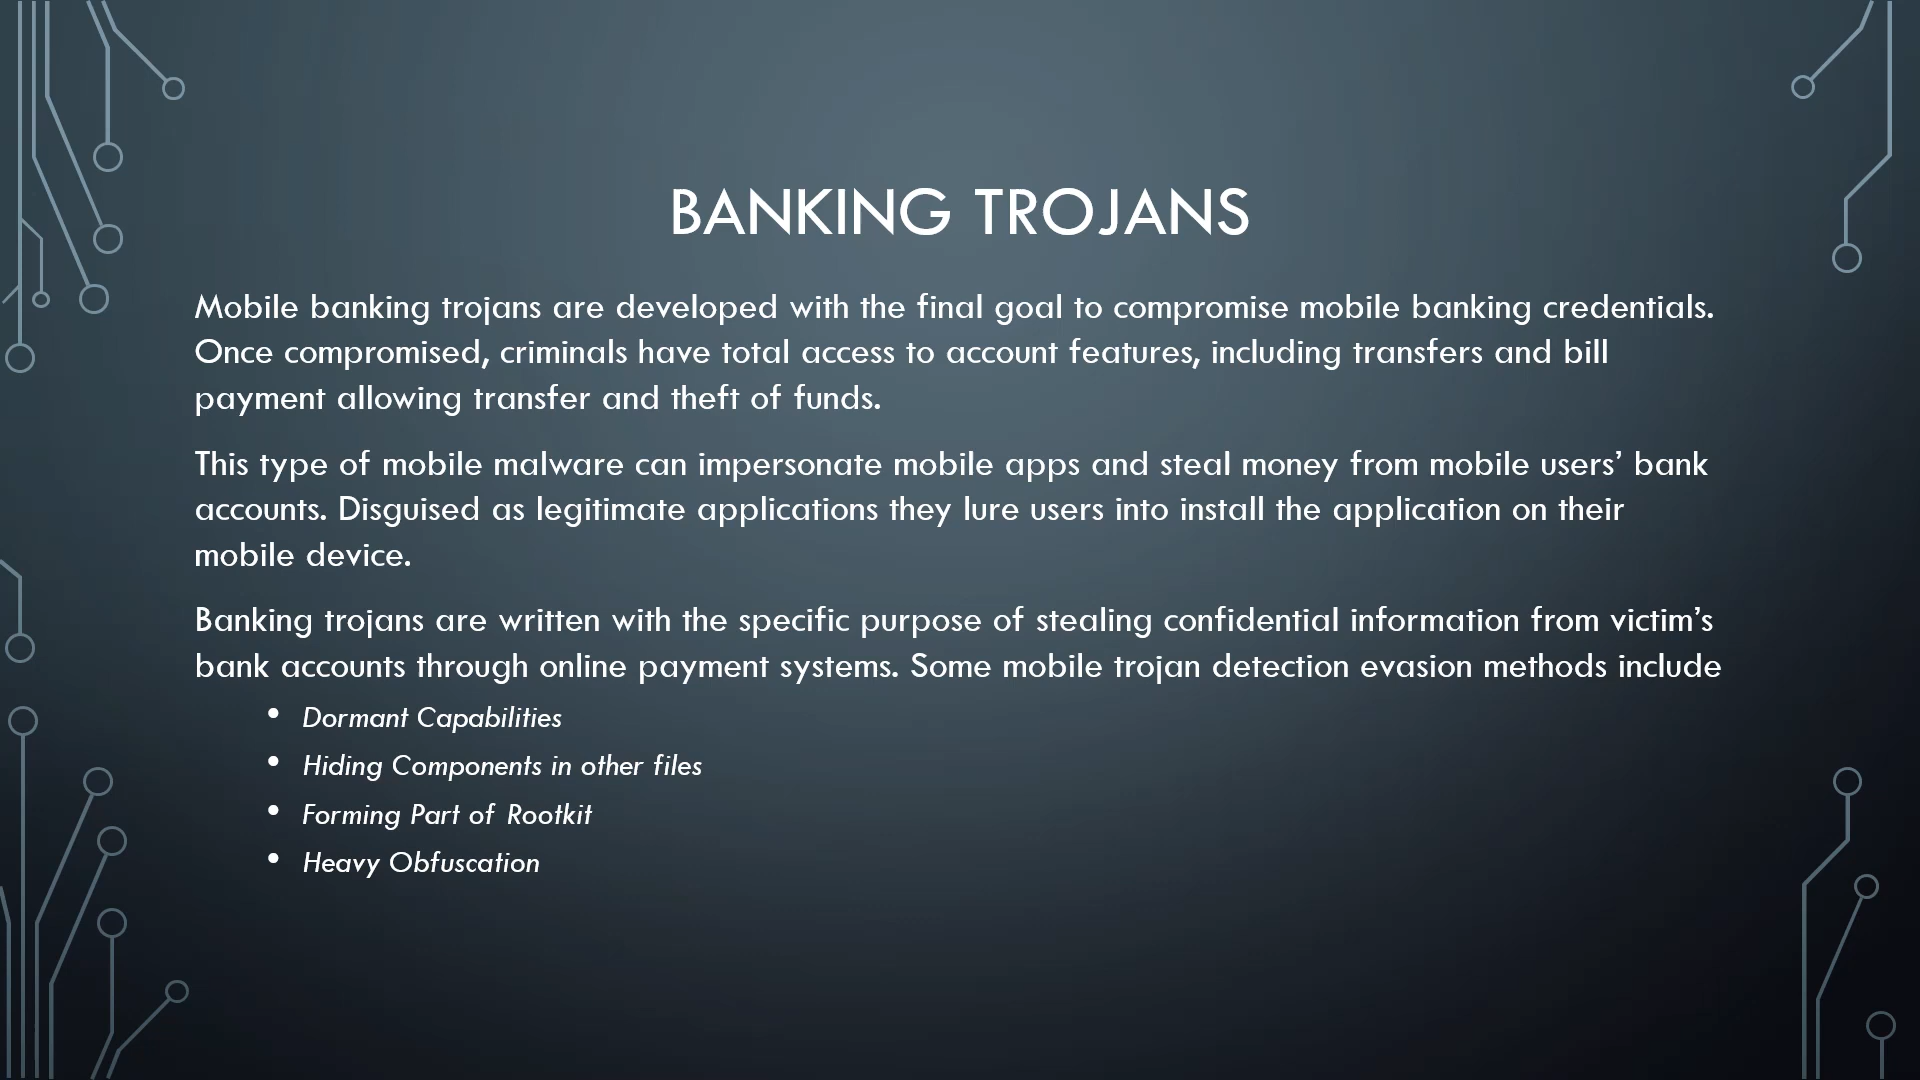 BANKING TROJANS
Mobile banking trojans are developed with the final goal to compromise mobile banking credentials.
Once compromised, criminals have total access to account features, including transfers and bill
payment allowing transfer and theft of funds.
This type of mobile malware can impersonate mobile apps and steal money from mobile users’ bank
accounts. Disguised as legitimate applications they lure users into install the application on their
mobile device.
Banking trojans are written with the specific purpose of stealing confidential information from victim’s
bank accounts through online payment systems. Some mobile trojan detection evasion methods include
• Dormant Capabilities
• Hiding Components in other files
• Forming Part of Rootkit
• Heavy Obfuscation